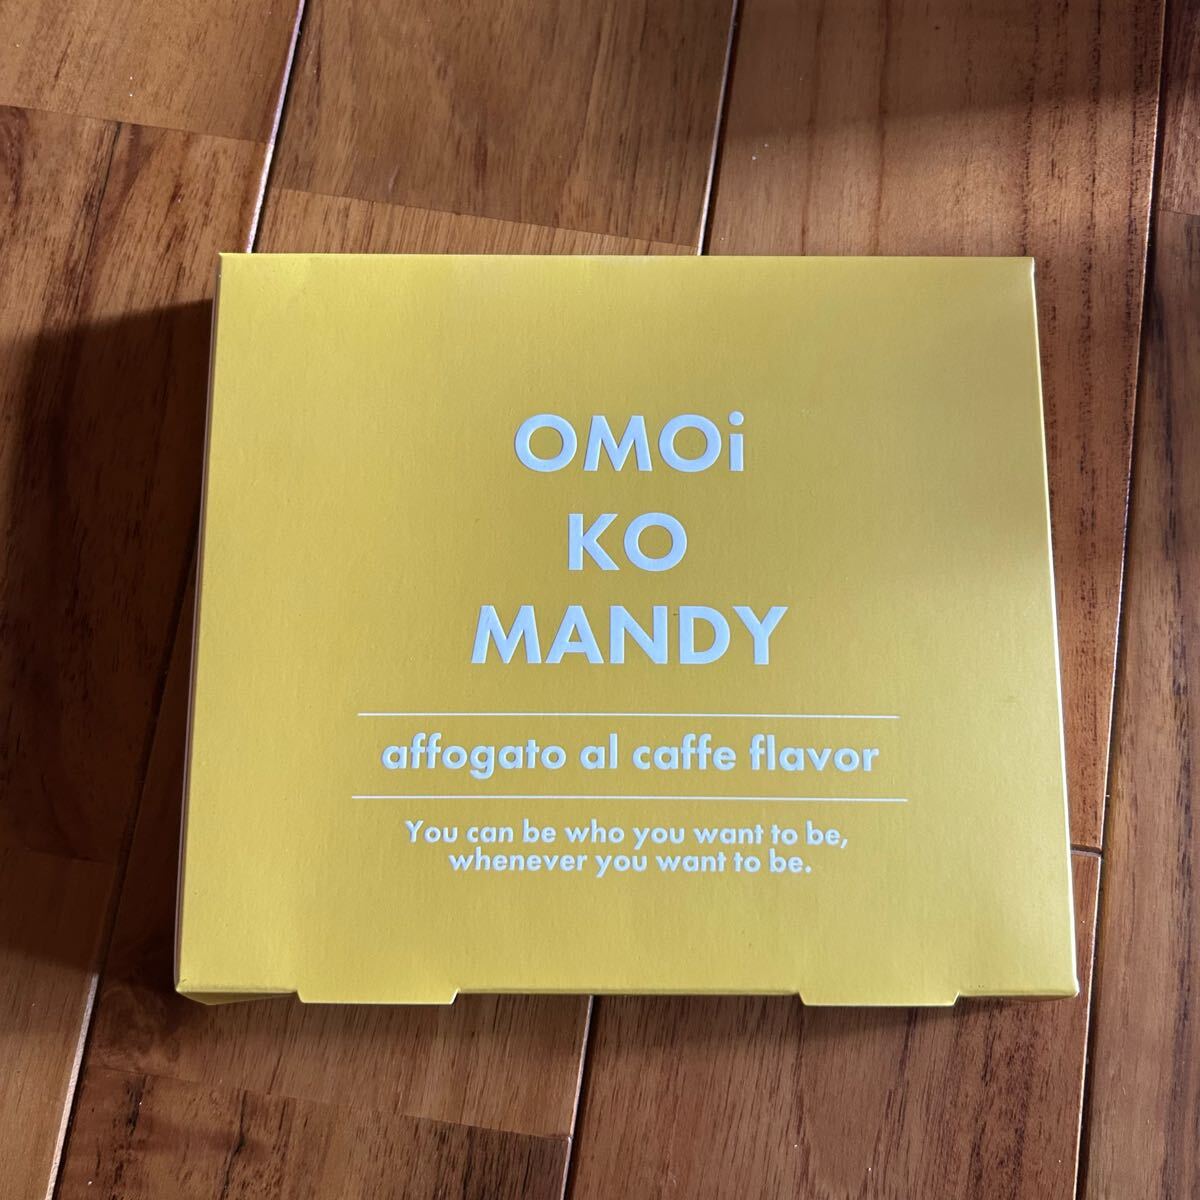 OMOi
KO
MANDY
affogato al caffe flavor
You can be who you want to be,
whenever you want to be.